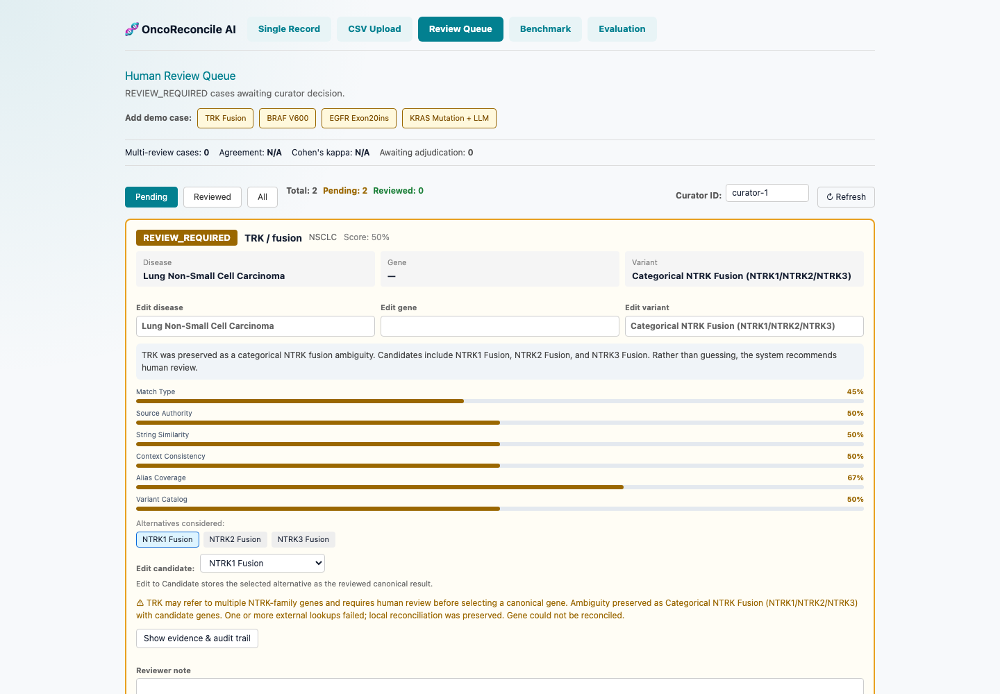 🧬 OncoReconcile AI
Single Record
CSV Upload
Review Queue
Benchmark
Evaluation
Human Review Queue
REVIEW_REQUIRED cases awaiting curator decision.
Add demo case:
TRK Fusion
BRAF V600
EGFR Exon20ins
KRAS Mutation + LLM
Multi-review cases: 0 Agreement: N/A Cohen's kappa: N/A Awaiting adjudication: 0
Pending
Reviewed
All
Total: 2 Pending: 2 Reviewed: 0
Curator ID: curator-1
↻ Refresh
REVIEW_REQUIRED TRK / fusion NSCLC Score: 50%
Disease
Lung Non-Small Cell Carcinoma
Gene
—
Variant
Categorical NTRK Fusion (NTRK1/NTRK2/NTRK3)
Edit disease
Lung Non-Small Cell Carcinoma
Edit gene
Edit variant
Categorical NTRK Fusion (NTRK1/NTRK2/NTRK3)
TRK was preserved as a categorical NTRK fusion ambiguity. Candidates include NTRK1 Fusion, NTRK2 Fusion, and NTRK3 Fusion. Rather than guessing, the system recommends
human review.
Match Type 45%
Source Authority 50%
String Similarity 50%
Context Consistency 50%
Alias Coverage 67%
Variant Catalog 50%
Alternatives considered:
NTRK1 Fusion
NTRK2 Fusion
NTRK3 Fusion
Edit candidate: NTRK1 Fusion
Edit to Candidate stores the selected alternative as the reviewed canonical result.
⚠ TRK may refer to multiple NTRK-family genes and requires human review before selecting a canonical gene. Ambiguity preserved as Categorical NTRK Fusion (NTRK1/NTRK2/NTRK3)
with candidate genes. One or more external lookups failed; local reconciliation was preserved. Gene could not be reconciled.
Show evidence & audit trail
Reviewer note